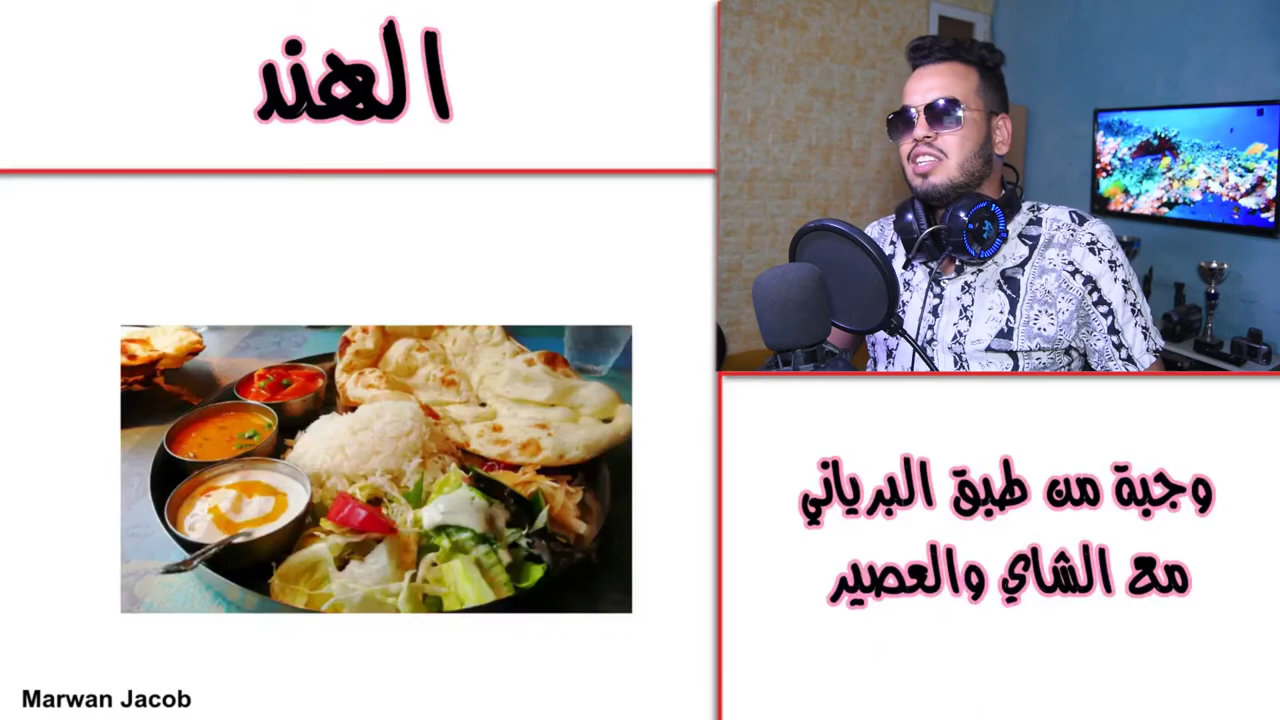 الهند
وجبة من طبق البرياني
مع الشاي والعصير
Marwan Jacob